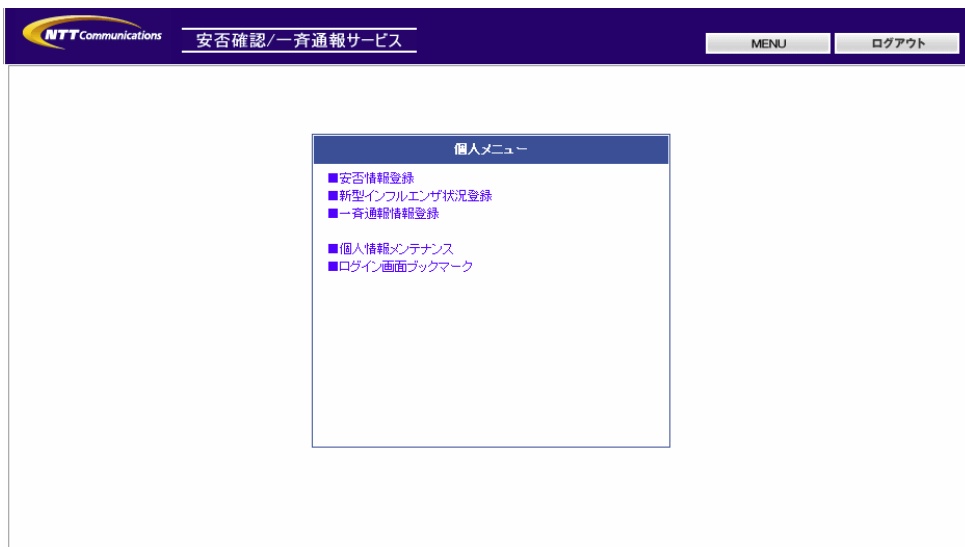 NTT Communications
安否確認/一斉通報サービス
MENU
ログアウト
個人メニュー
■安否情報登録
■新型インフルエンザ状況登録
■一斉通報情報登録
■個人情報メンテナンス
■ログイン画面ブックマーク